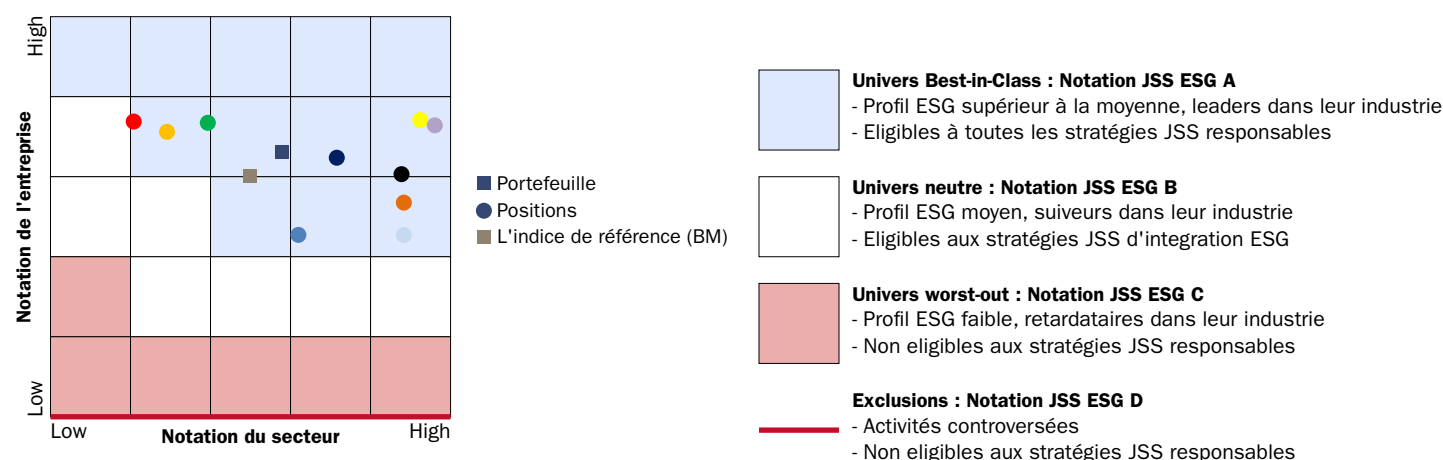 High
Notation de l'entreprise
Low
Low
Notation du secteur
High
Portefeuille
Positions
L'indice de référence (BM)
Univers Best-in-Class : Notation JSS ESG A
- Profil ESG supérieur à la moyenne, leaders dans leur industrie
- Eligibles à toutes les stratégies JSS responsables
Univers neutre : Notation JSS ESG B
- Profil ESG moyen, suiveurs dans leur industrie
- Eligibles aux stratégies JSS d'integration ESG
Univers worst-out : Notation JSS ESG C
- Profil ESG faible, retardataires dans leur industrie
- Non eligibles aux stratégies JSS responsables
Exclusions : Notation JSS ESG D
- Activités controversées
- Non eligibles aux stratégies JSS responsables